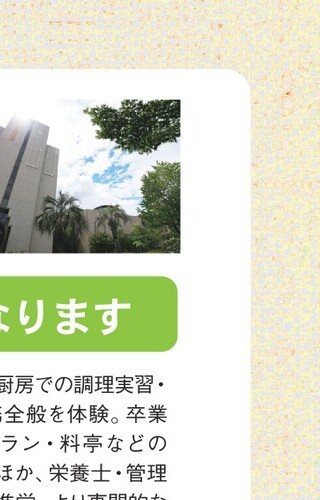 なります
厨房での調理実習・
務全般を体験。卒業
ラン・料亭などの
ほか、栄養士・管理